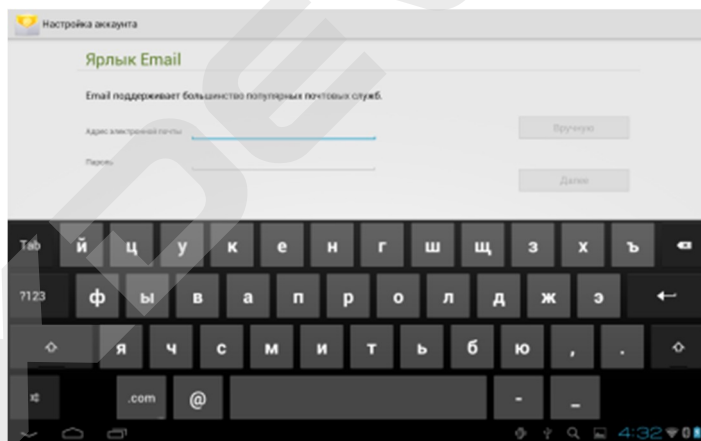 Настройка аккаунта
Ярлык Email
Email поддерживает большинство популярных почтовых служб.
Адрес электронной почты
Вручную
Пароль
Далее
Tab й ц у к е н г ш щ з х ъ
?123 ф ы в а п р о л д ж э
я ч с м и т ь б ю , .
.com @ - _
4:32